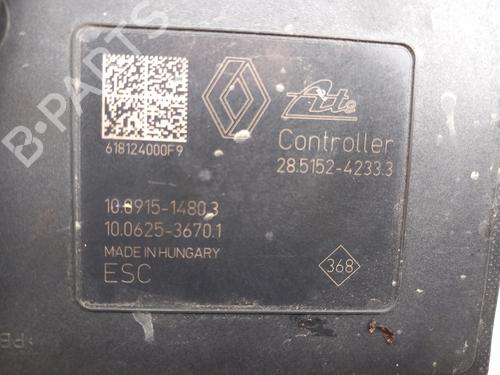 B-PARTS
Ate
618124000F9
Controller
28.5152-4233.3
10.0915-1480.3
10.0625-3670.1
MADE IN HUNGARY
ESC
368